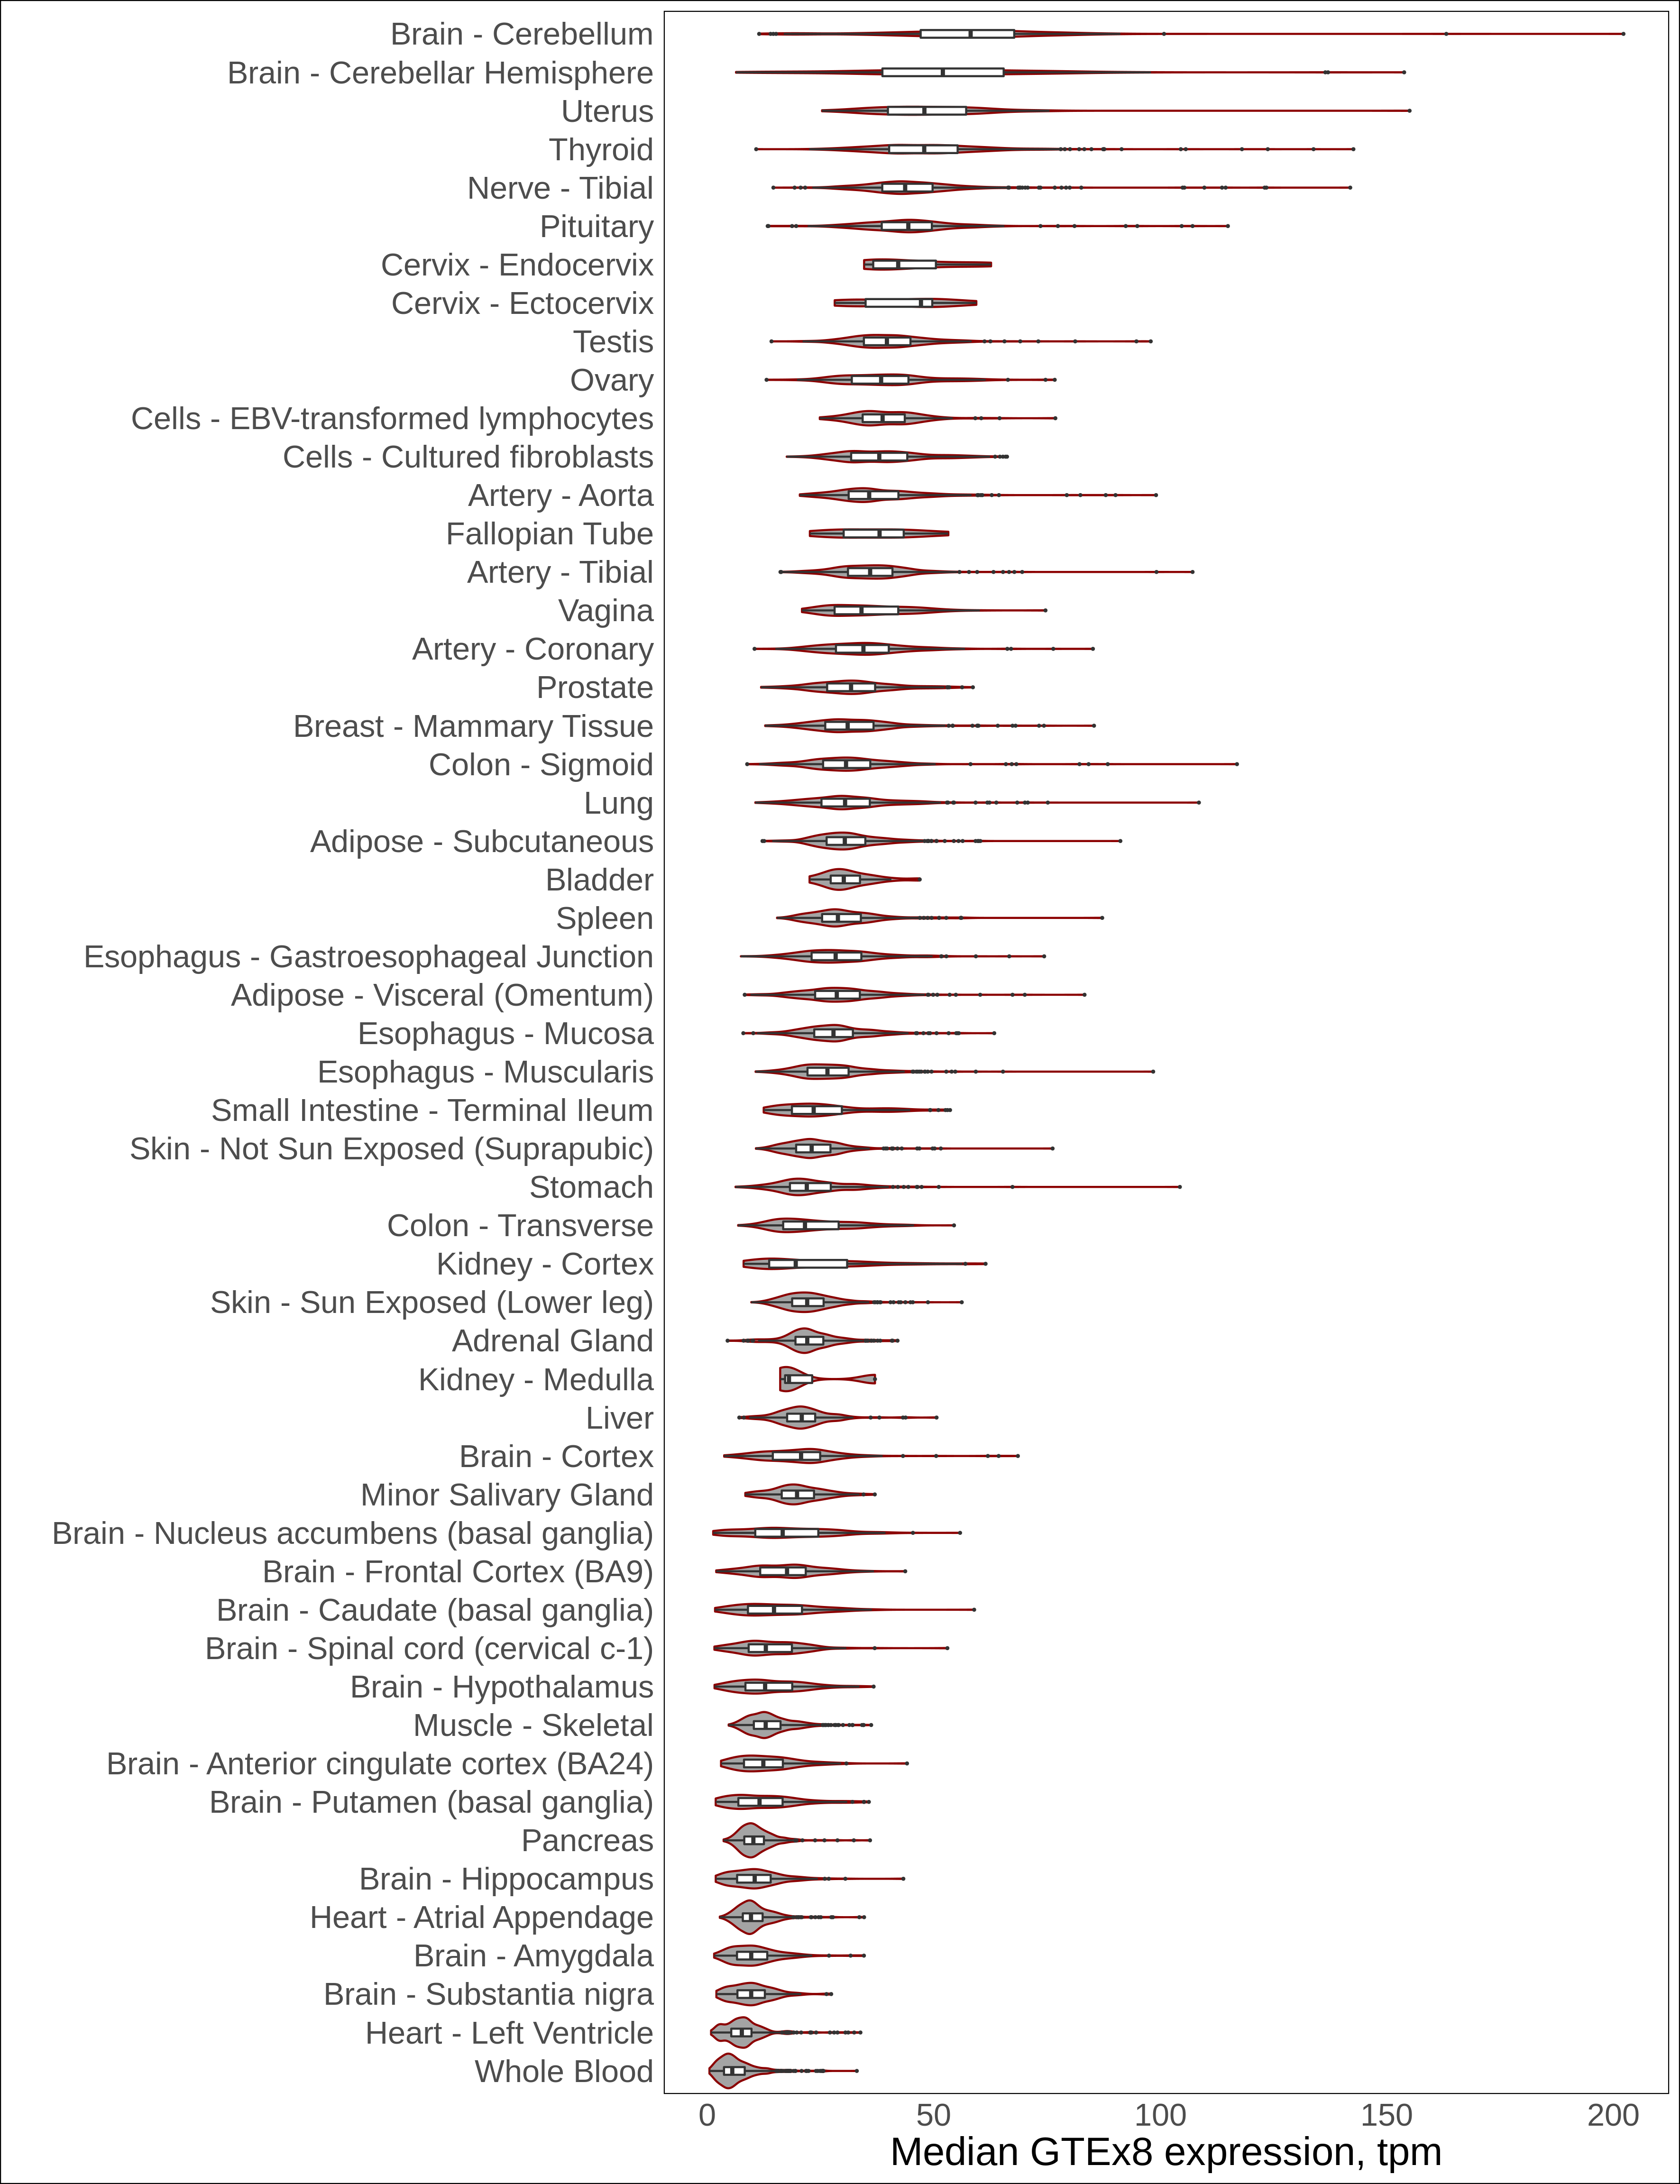 Brain - Cerebellum
Brain - Cerebellar Hemisphere
Uterus
Thyroid
Nerve - Tibial
Pituitary
Cervix - Endocervix
Cervix - Ectocervix
Testis
Ovary
Cells - EBV-transformed lymphocytes
Cells - Cultured fibroblasts
Artery - Aorta
Fallopian Tube
Artery - Tibial
Vagina
Artery - Coronary
Prostate
Breast - Mammary Tissue
Colon - Sigmoid
Lung
Adipose - Subcutaneous
Bladder
Spleen
Esophagus - Gastroesophageal Junction
Adipose - Visceral (Omentum)
Esophagus - Mucosa
Esophagus - Muscularis
Small Intestine - Terminal Ileum
Skin - Not Sun Exposed (Suprapubic)
Stomach
Colon - Transverse
Kidney - Cortex
Skin - Sun Exposed (Lower leg)
Adrenal Gland
Kidney - Medulla
Liver
Brain - Cortex
Minor Salivary Gland
Brain - Nucleus accumbens (basal ganglia)
Brain - Frontal Cortex (BA9)
Brain - Caudate (basal ganglia)
Brain - Spinal cord (cervical c-1)
Brain - Hypothalamus
Muscle - Skeletal
Brain - Anterior cingulate cortex (BA24)
Brain - Putamen (basal ganglia)
Pancreas
Brain - Hippocampus
Heart - Atrial Appendage
Brain - Amygdala
Brain - Substantia nigra
Heart - Left Ventricle
Whole Blood
0 50 100 150 200
Median GTEx8 expression, tpm